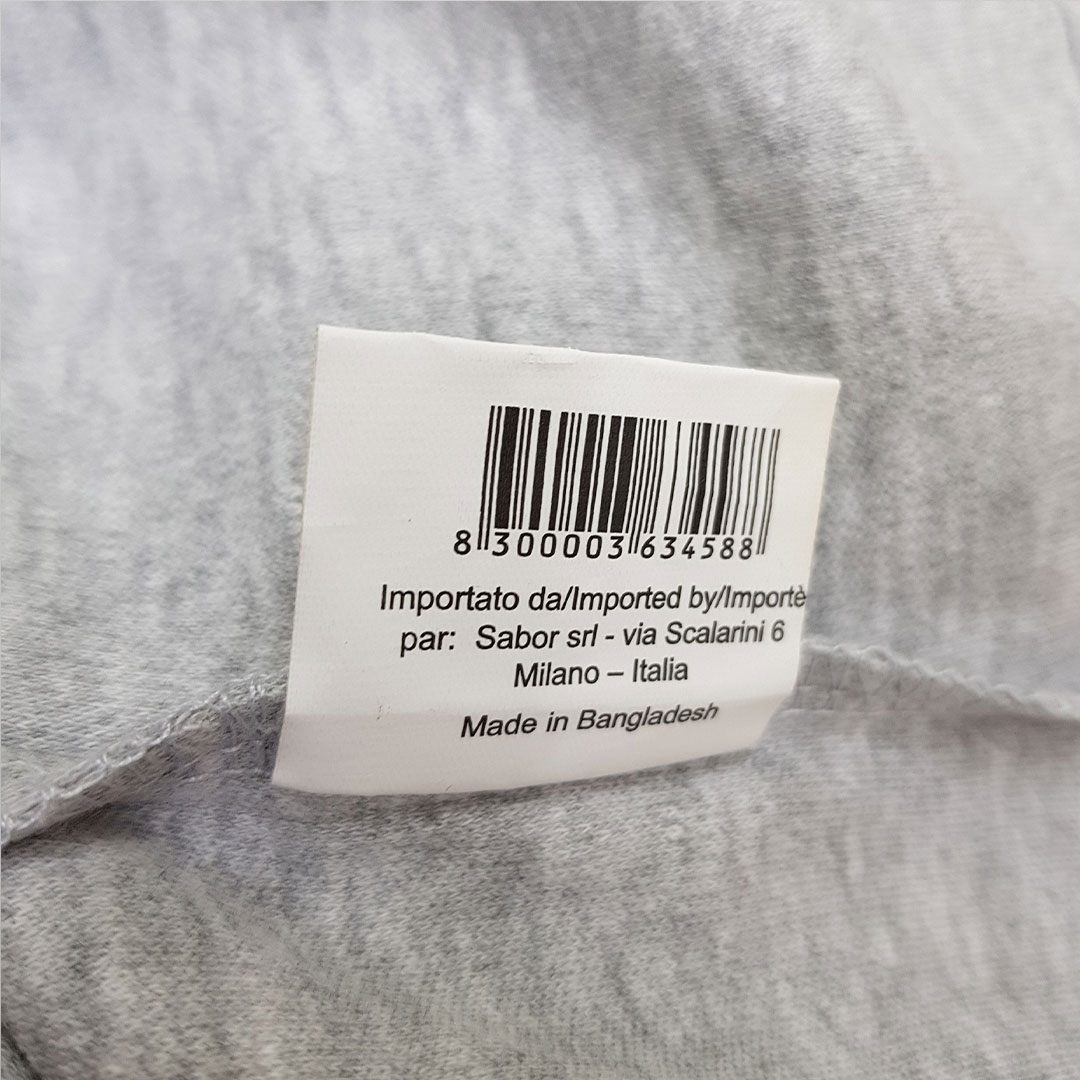 8 300003 634588
Importato da/Imported by/Importè
par: Sabor srl - via Scalarini 6
Milano – Italia
Made in Bangladesh